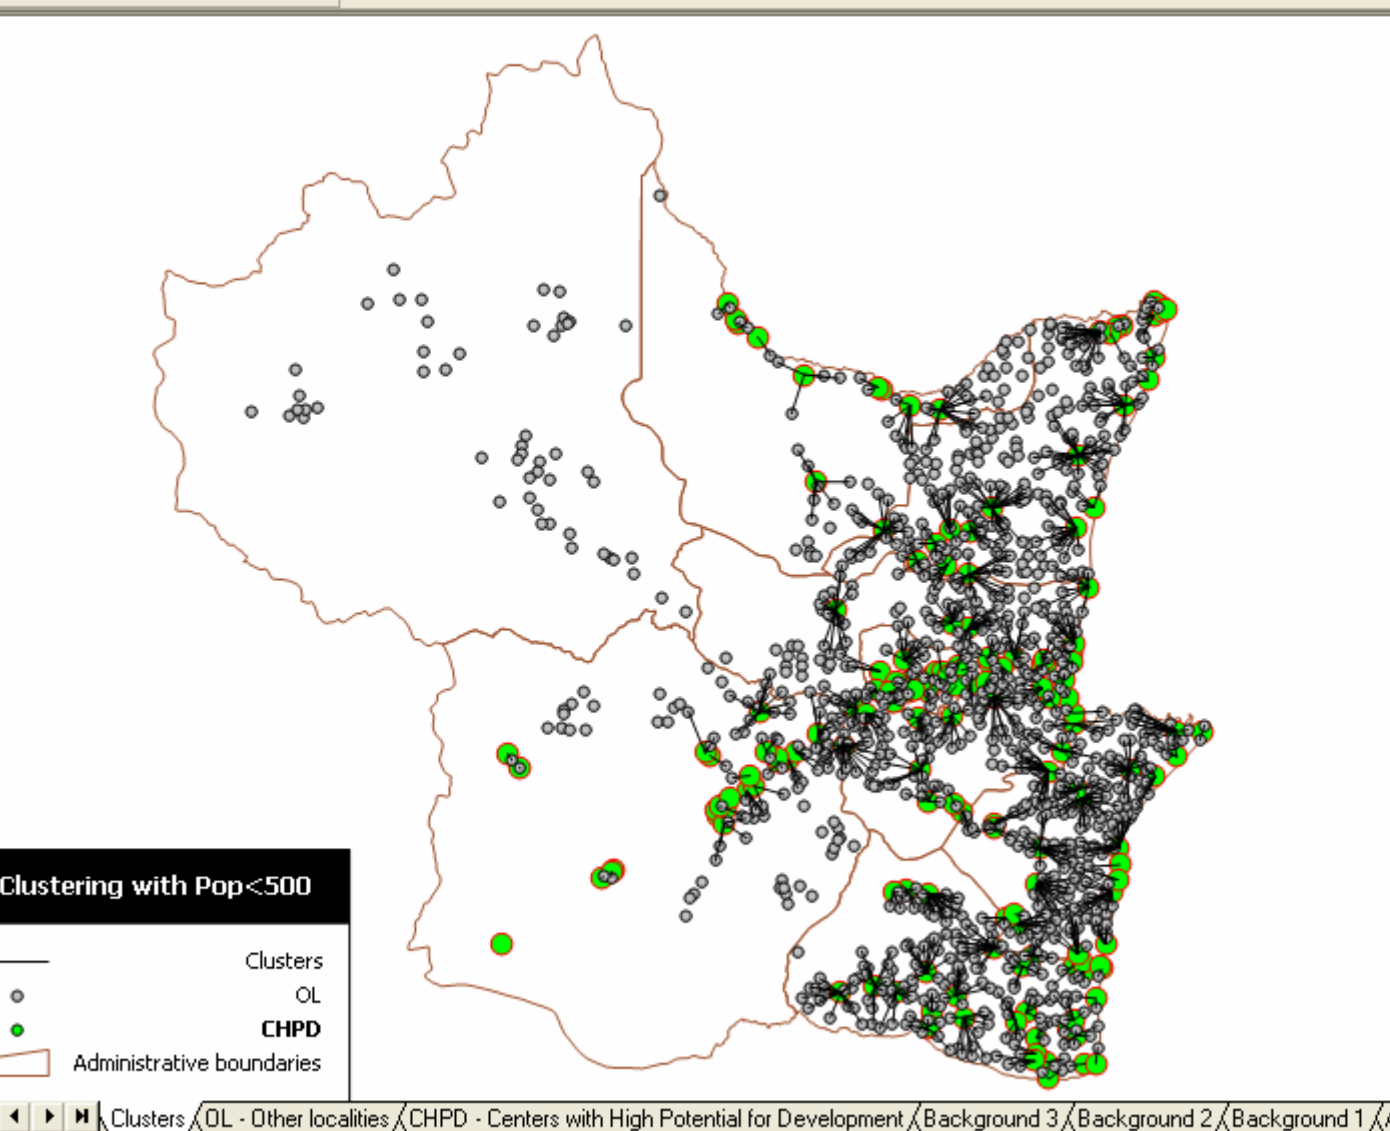 Clustering with Pop<500
Clusters
OL
CHPD
Administrative boundaries
Clusters OL - Other localities CHPD - Centers with High Potential for Development Background 3 Background 2 Background 1